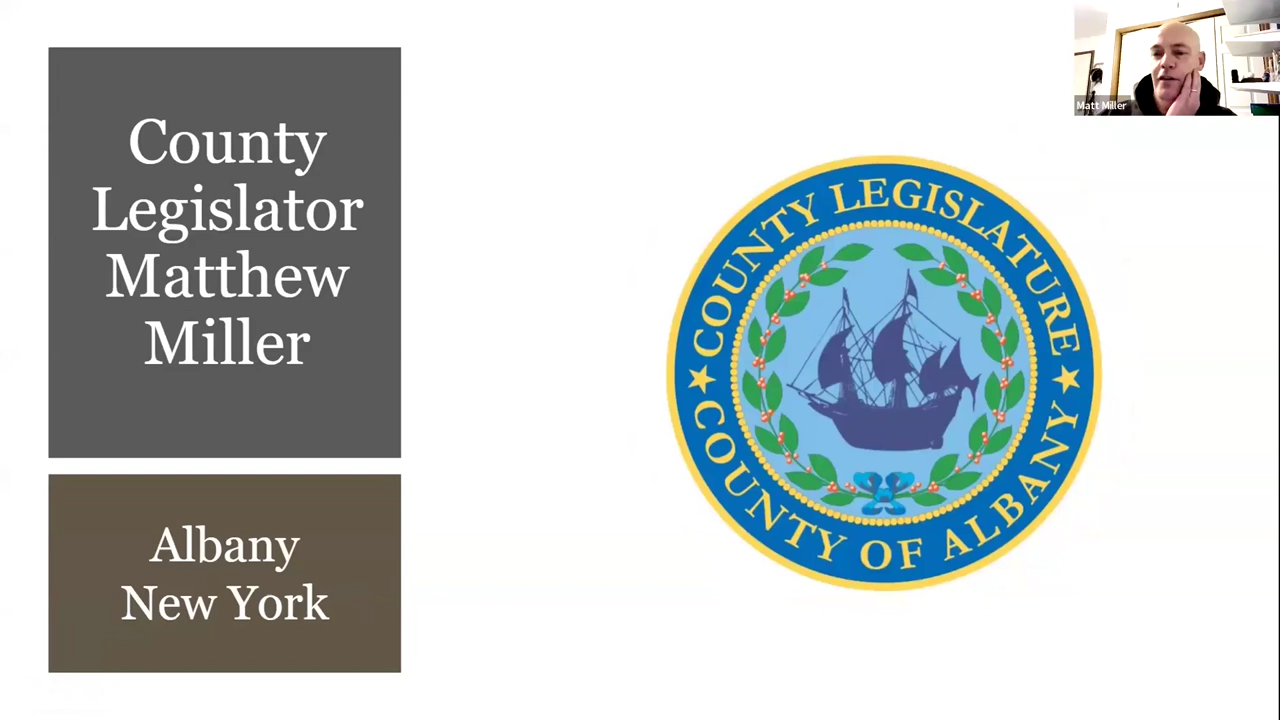 County
Legislator
Matthew
Miller
Albany
New York
COUNTY LEGISLATURE
COUNTY OF ALBANY
Matt Miller